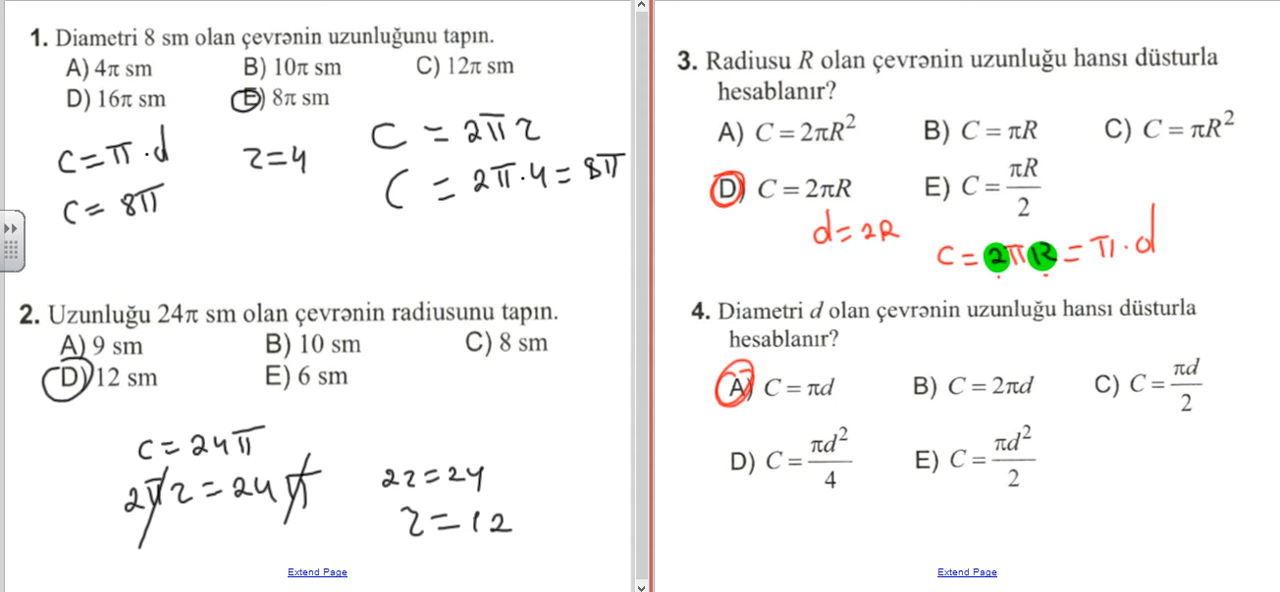 1. Diametri 8 sm olan çevrənin uzunluğunu tapın.
A) 4π sm B) 10π sm C) 12π sm
D) 16π sm E) 8π sm
C = π · d
C = 8π
r = 4
C = 2πr
C = 2π · 4 = 8π
2. Uzunluğu 24π sm olan çevrənin radiusunu tapın.
A) 9 sm B) 10 sm C) 8 sm
D) 12 sm E) 6 sm
C = 24π
2πr = 24π
2r = 24
r = 12
Extend Page
3. Radiusu R olan çevrənin uzunluğu hansı düsturla
hesablanır?
A) C = 2πR² B) C = πR C) C = πR²
D) C = 2πR E) C = πR/2
d = 2R
C = 2πR = π · d
4. Diametri d olan çevrənin uzunluğu hansı düsturla
hesablanır?
A) C = πd B) C = 2πd C) C = πd/2
D) C = πd²/4 E) C = πd²/2
Extend Page